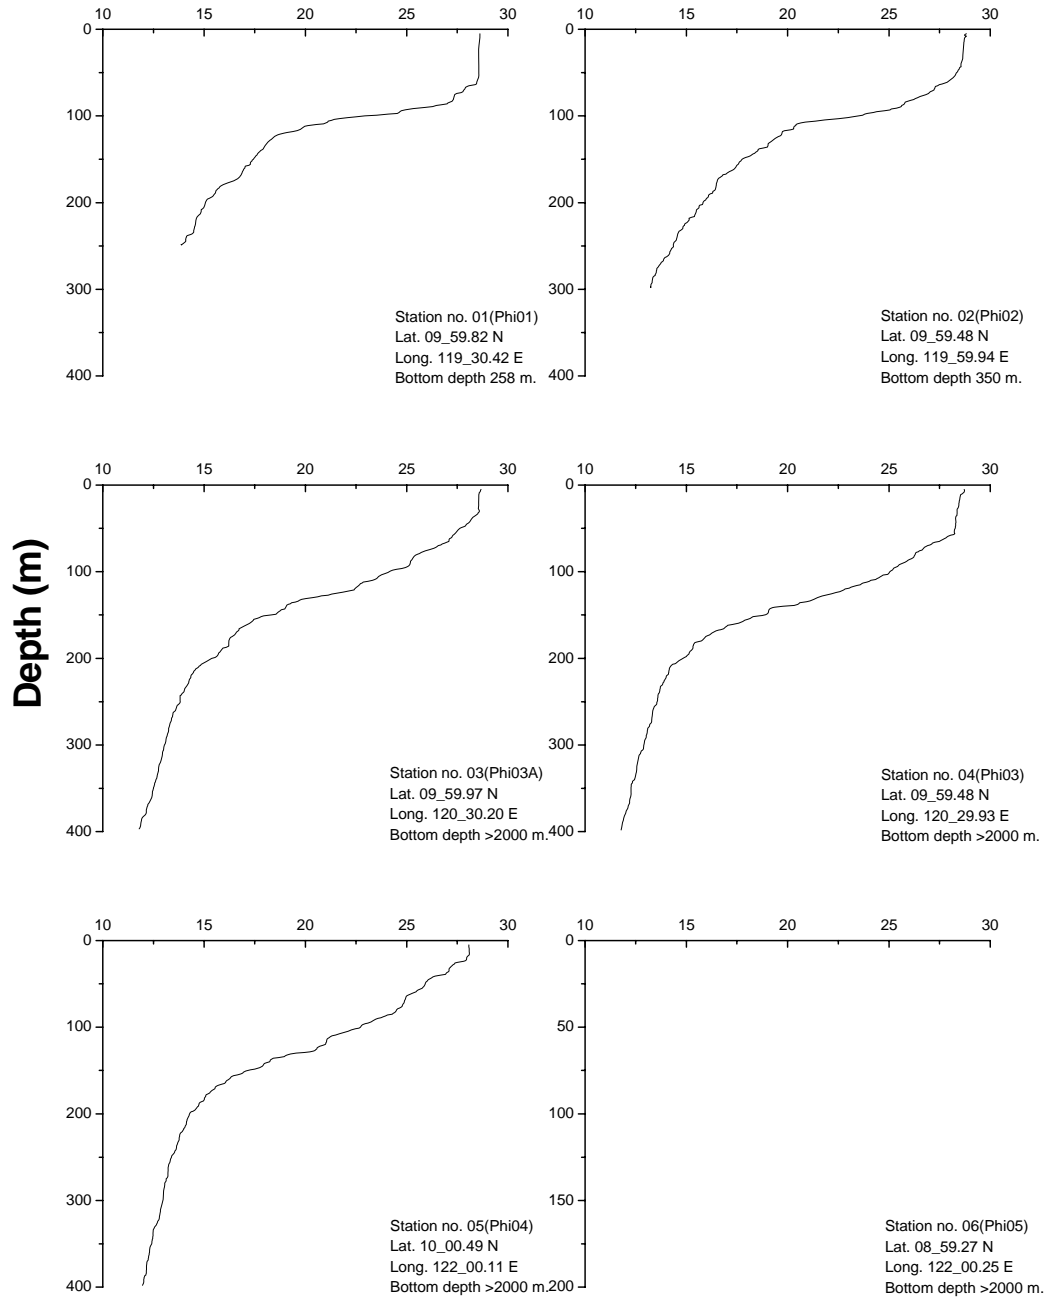 10 15 20 25 30
0
100
200
300
400
Station no. 01(Phi01)
Lat. 09_59.82 N
Long. 119_30.42 E
Bottom depth 258 m.
10 15 20 25 30
0
100
200
300
400
Station no. 02(Phi02)
Lat. 09_59.48 N
Long. 119_59.94 E
Bottom depth 350 m.
Depth (m)
10 15 20 25 30
0
100
200
300
400
Station no. 03(Phi03A)
Lat. 09_59.97 N
Long. 120_30.20 E
Bottom depth >2000 m.
10 15 20 25 30
0
100
200
300
400
Station no. 04(Phi03)
Lat. 09_59.48 N
Long. 120_29.93 E
Bottom depth >2000 m.
10 15 20 25 30
0
100
200
300
400
Station no. 05(Phi04)
Lat. 10_00.49 N
Long. 122_00.11 E
Bottom depth >2000 m.
10 15 20 25 30
0
50
100
150
200
Station no. 06(Phi05)
Lat. 08_59.27 N
Long. 122_00.25 E
Bottom depth >2000 m.